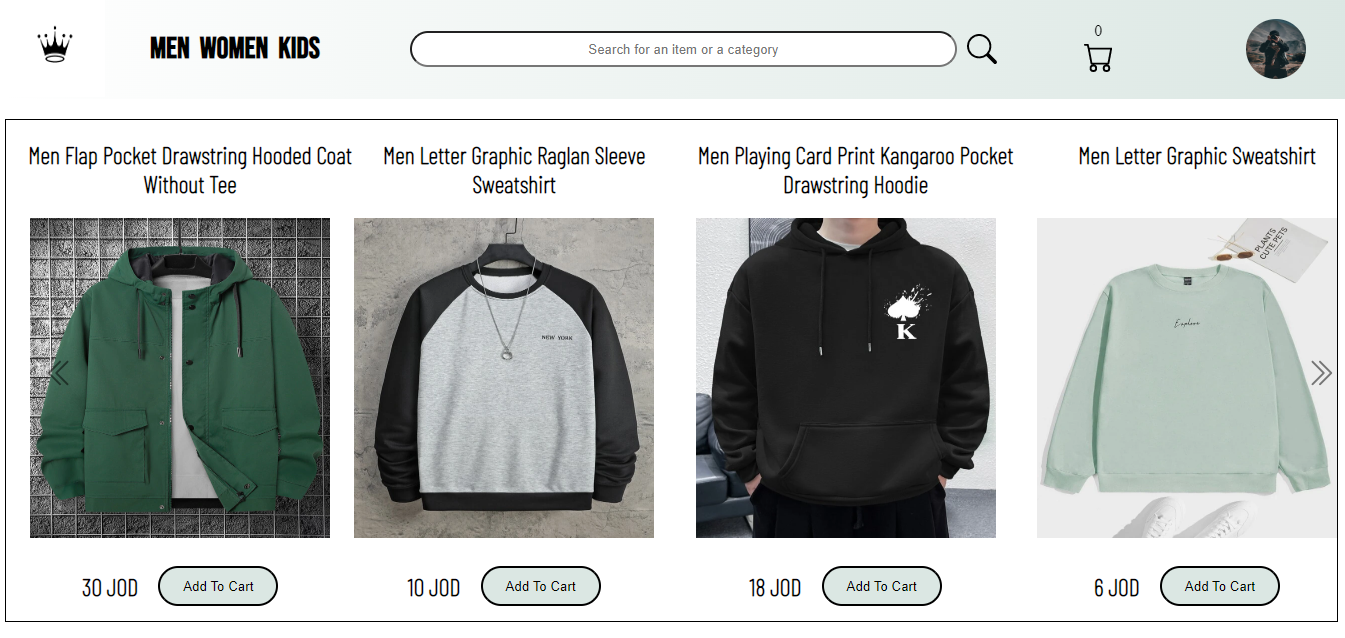 MEN WOMEN KIDS
Search for an item or a category
0
Men Flap Pocket Drawstring Hooded Coat
Without Tee
Men Letter Graphic Raglan Sleeve
Sweatshirt
Men Playing Card Print Kangaroo Pocket
Drawstring Hoodie
Men Letter Graphic Sweatshirt
NEW YORK
K
PLANTS
CUTE PETS
Explore
30 JOD
Add To Cart
10 JOD
Add To Cart
18 JOD
Add To Cart
6 JOD
Add To Cart